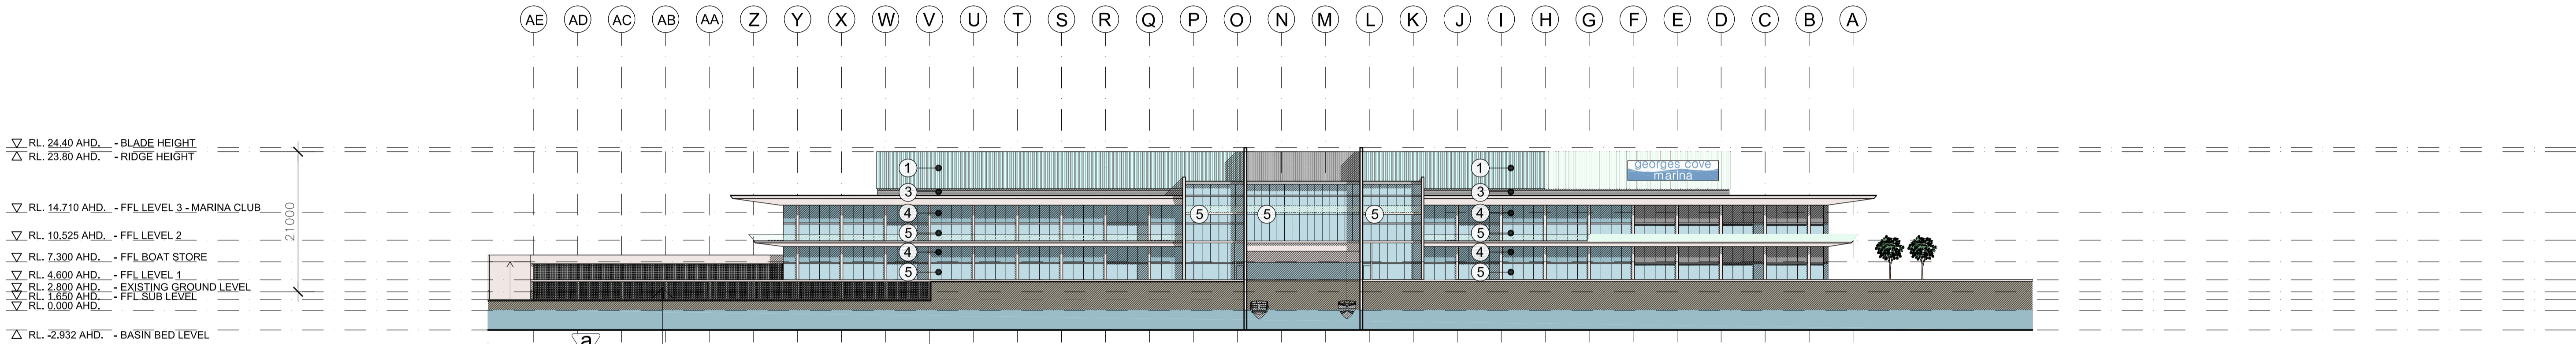 AE AD AC AB AA Z Y X W V U T S R Q P O N M L K J I H G F E D C B A
RL. 24.40 AHD. - BLADE HEIGHT
RL. 23.80 AHD. - RIDGE HEIGHT
georges cove
marina
1 1
3 3
RL. 14.710 AHD. - FFL LEVEL 3 - MARINA CLUB
21000
4 5 5 5 4
RL. 10.525 AHD. - FFL LEVEL 2
5 5
RL. 7.300 AHD. - FFL BOAT STORE
4 4
RL. 4.600 AHD. - FFL LEVEL 1
5 5
RL. 2.800 AHD. - EXISTING GROUND LEVEL
RL. 1.650 AHD. - FFL SUB LEVEL
RL. 0.000 AHD.
RL. -2.932 AHD. - BASIN BED LEVEL
a